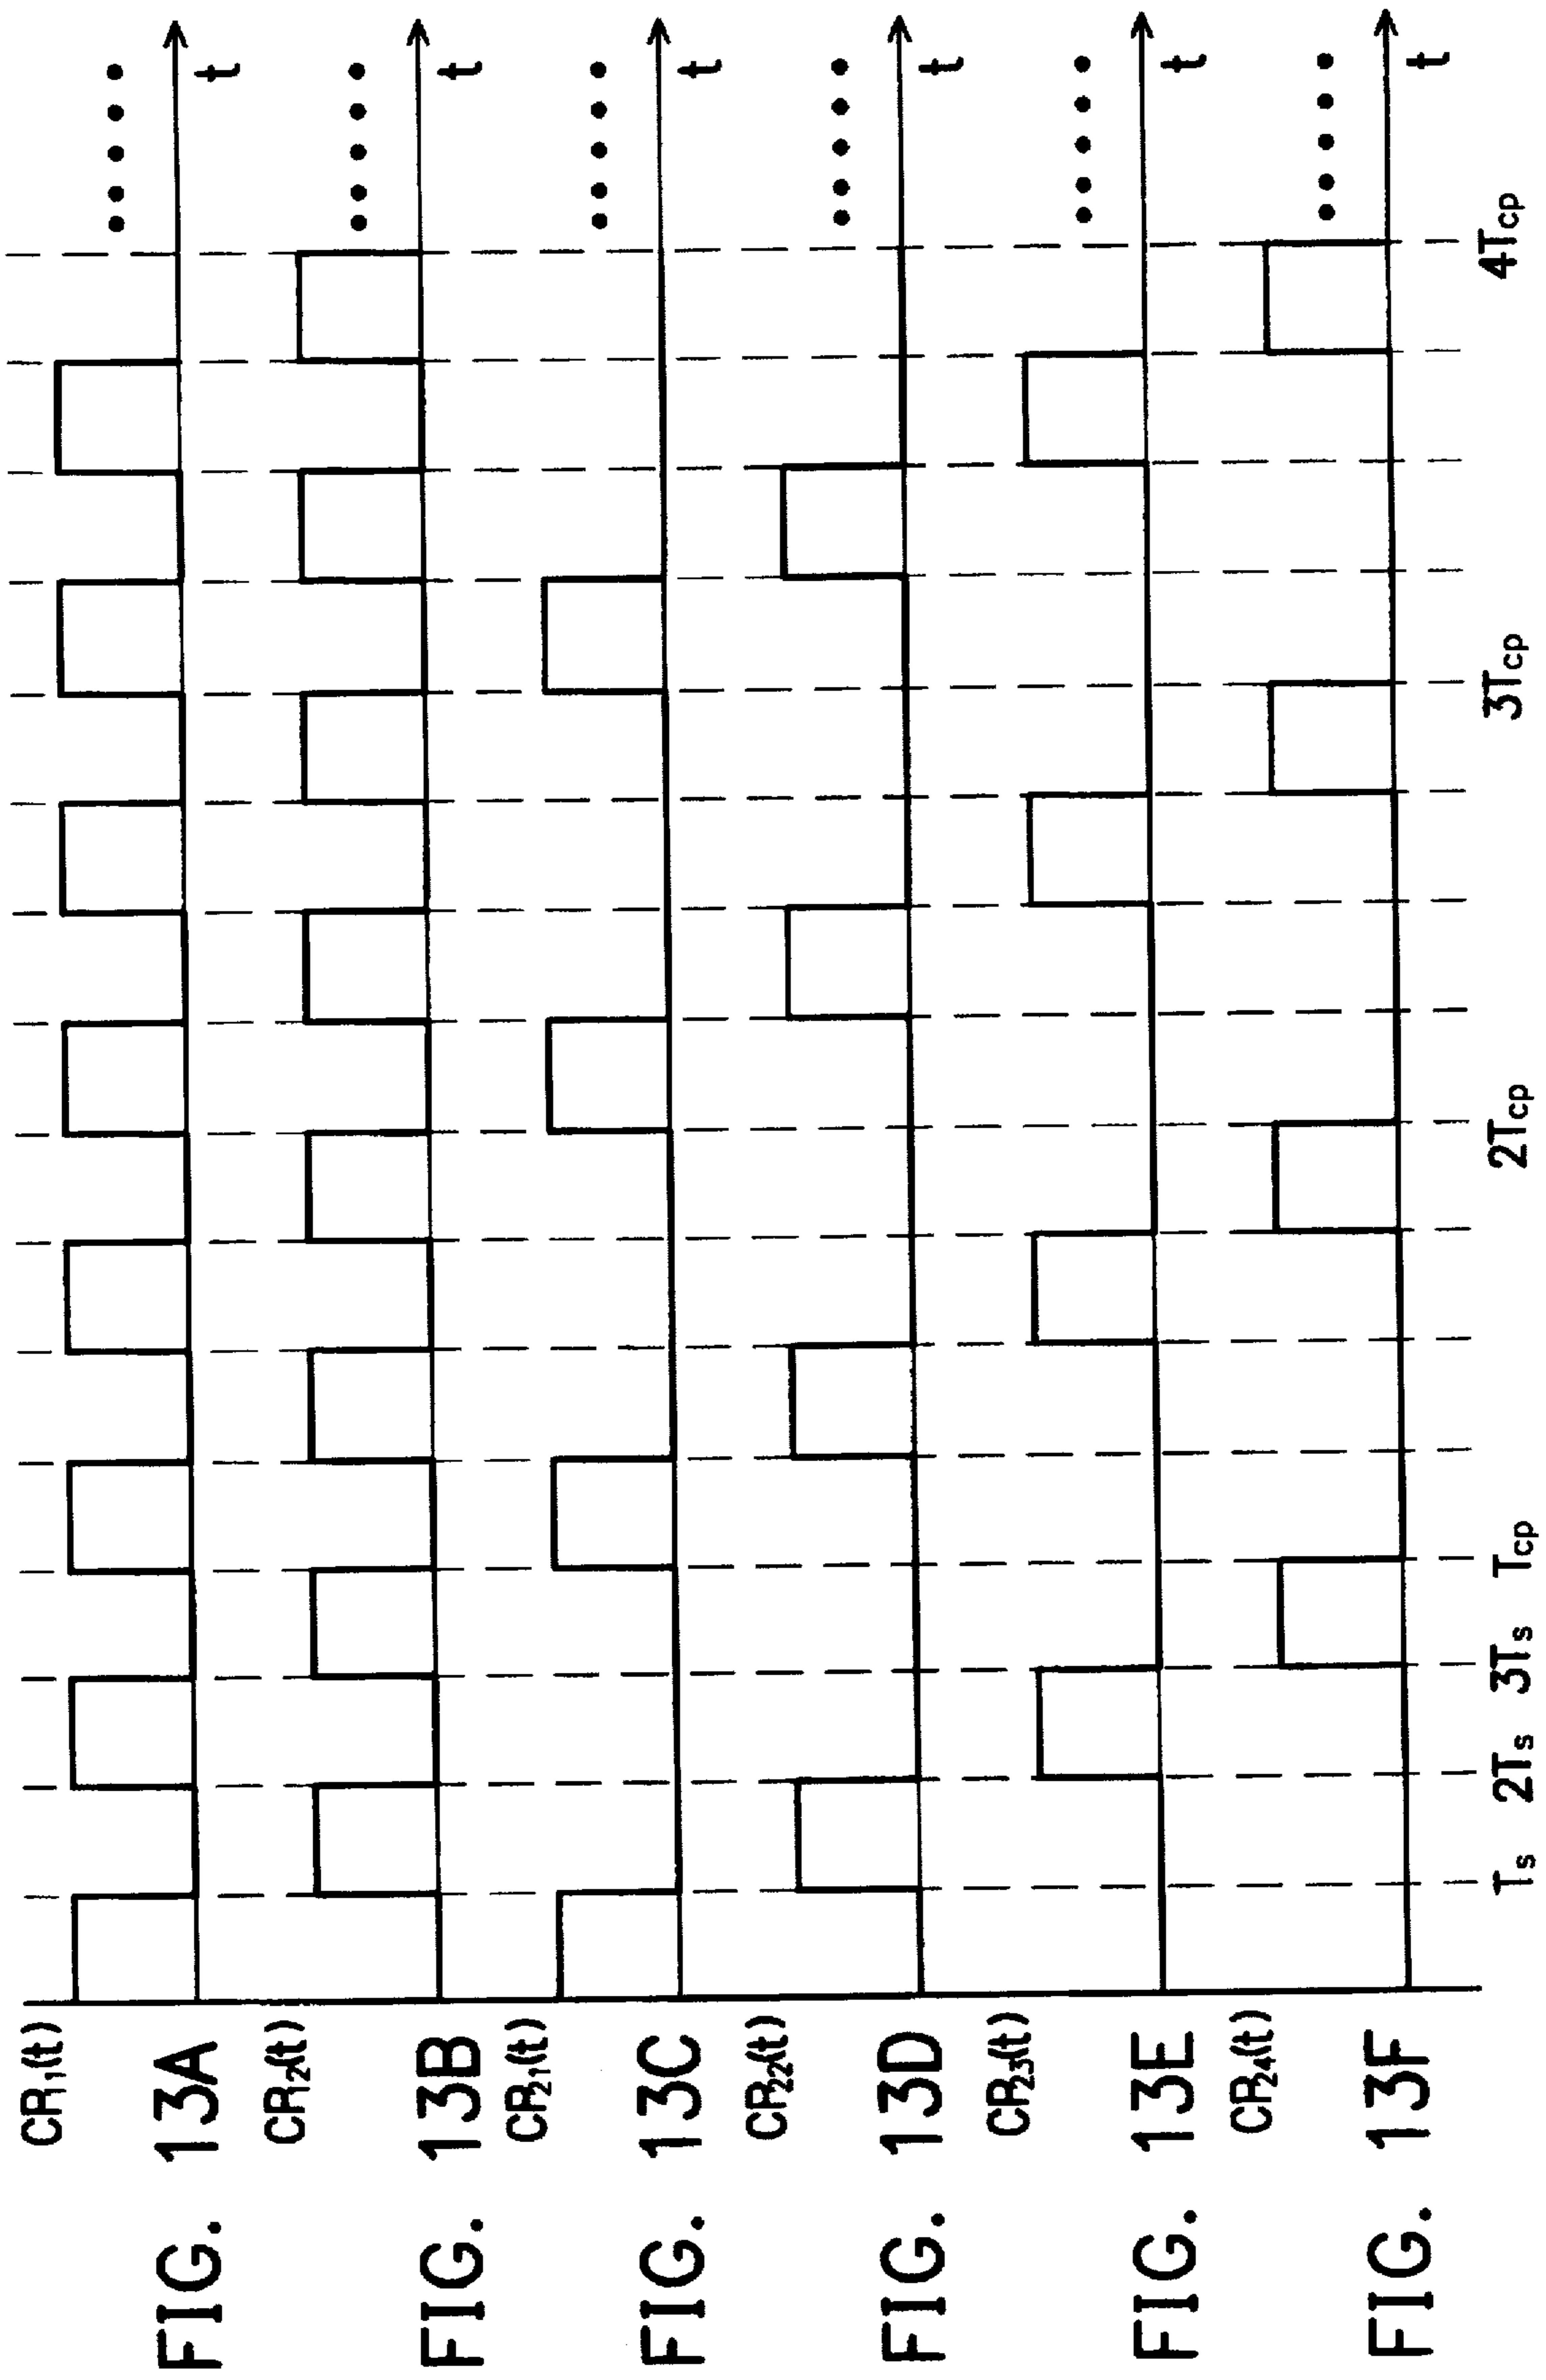 CR₁(t)
FIG. 13A
t
CR₂(t)
FIG. 13B
t
CR₂₁(t)
FIG. 13C
t
CR₂₂(t)
FIG. 13D
t
CR₂₃(t)
FIG. 13E
t
CR₂₄(t)
FIG. 13F
t
Ts 2Ts 3Ts Tcp 2Tcp 3Tcp 4Tcp